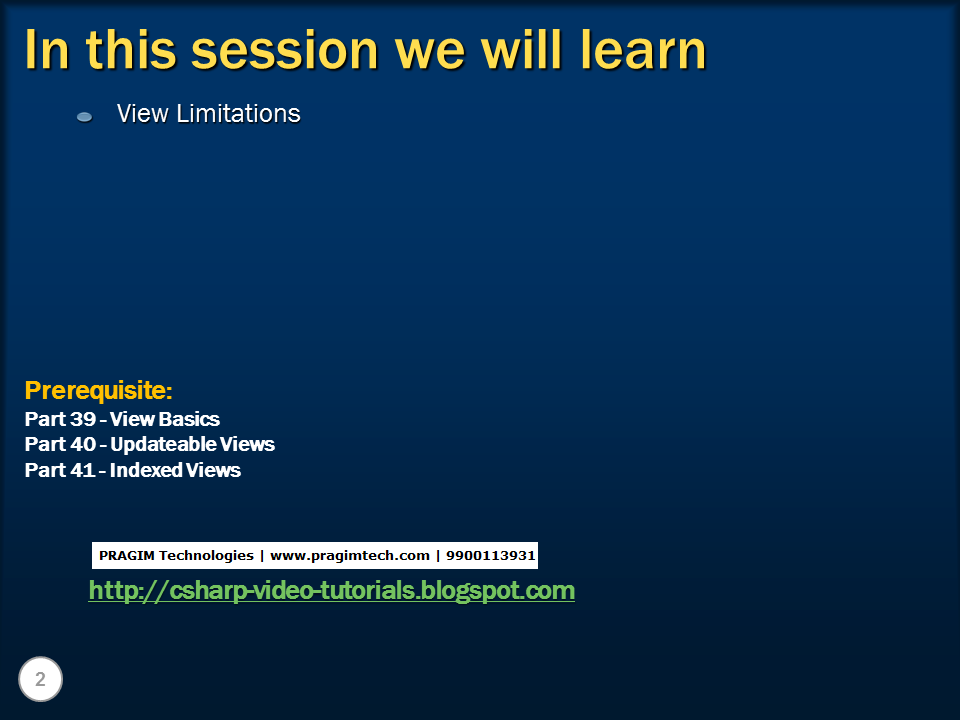 In this session we will learn
View Limitations
Prerequisite:
Part 39 - View Basics
Part 40 - Updateable Views
Part 41 - Indexed Views
PRAGIM Technologies | www.pragimtech.com | 9900113931
http://csharp-video-tutorials.blogspot.com
2